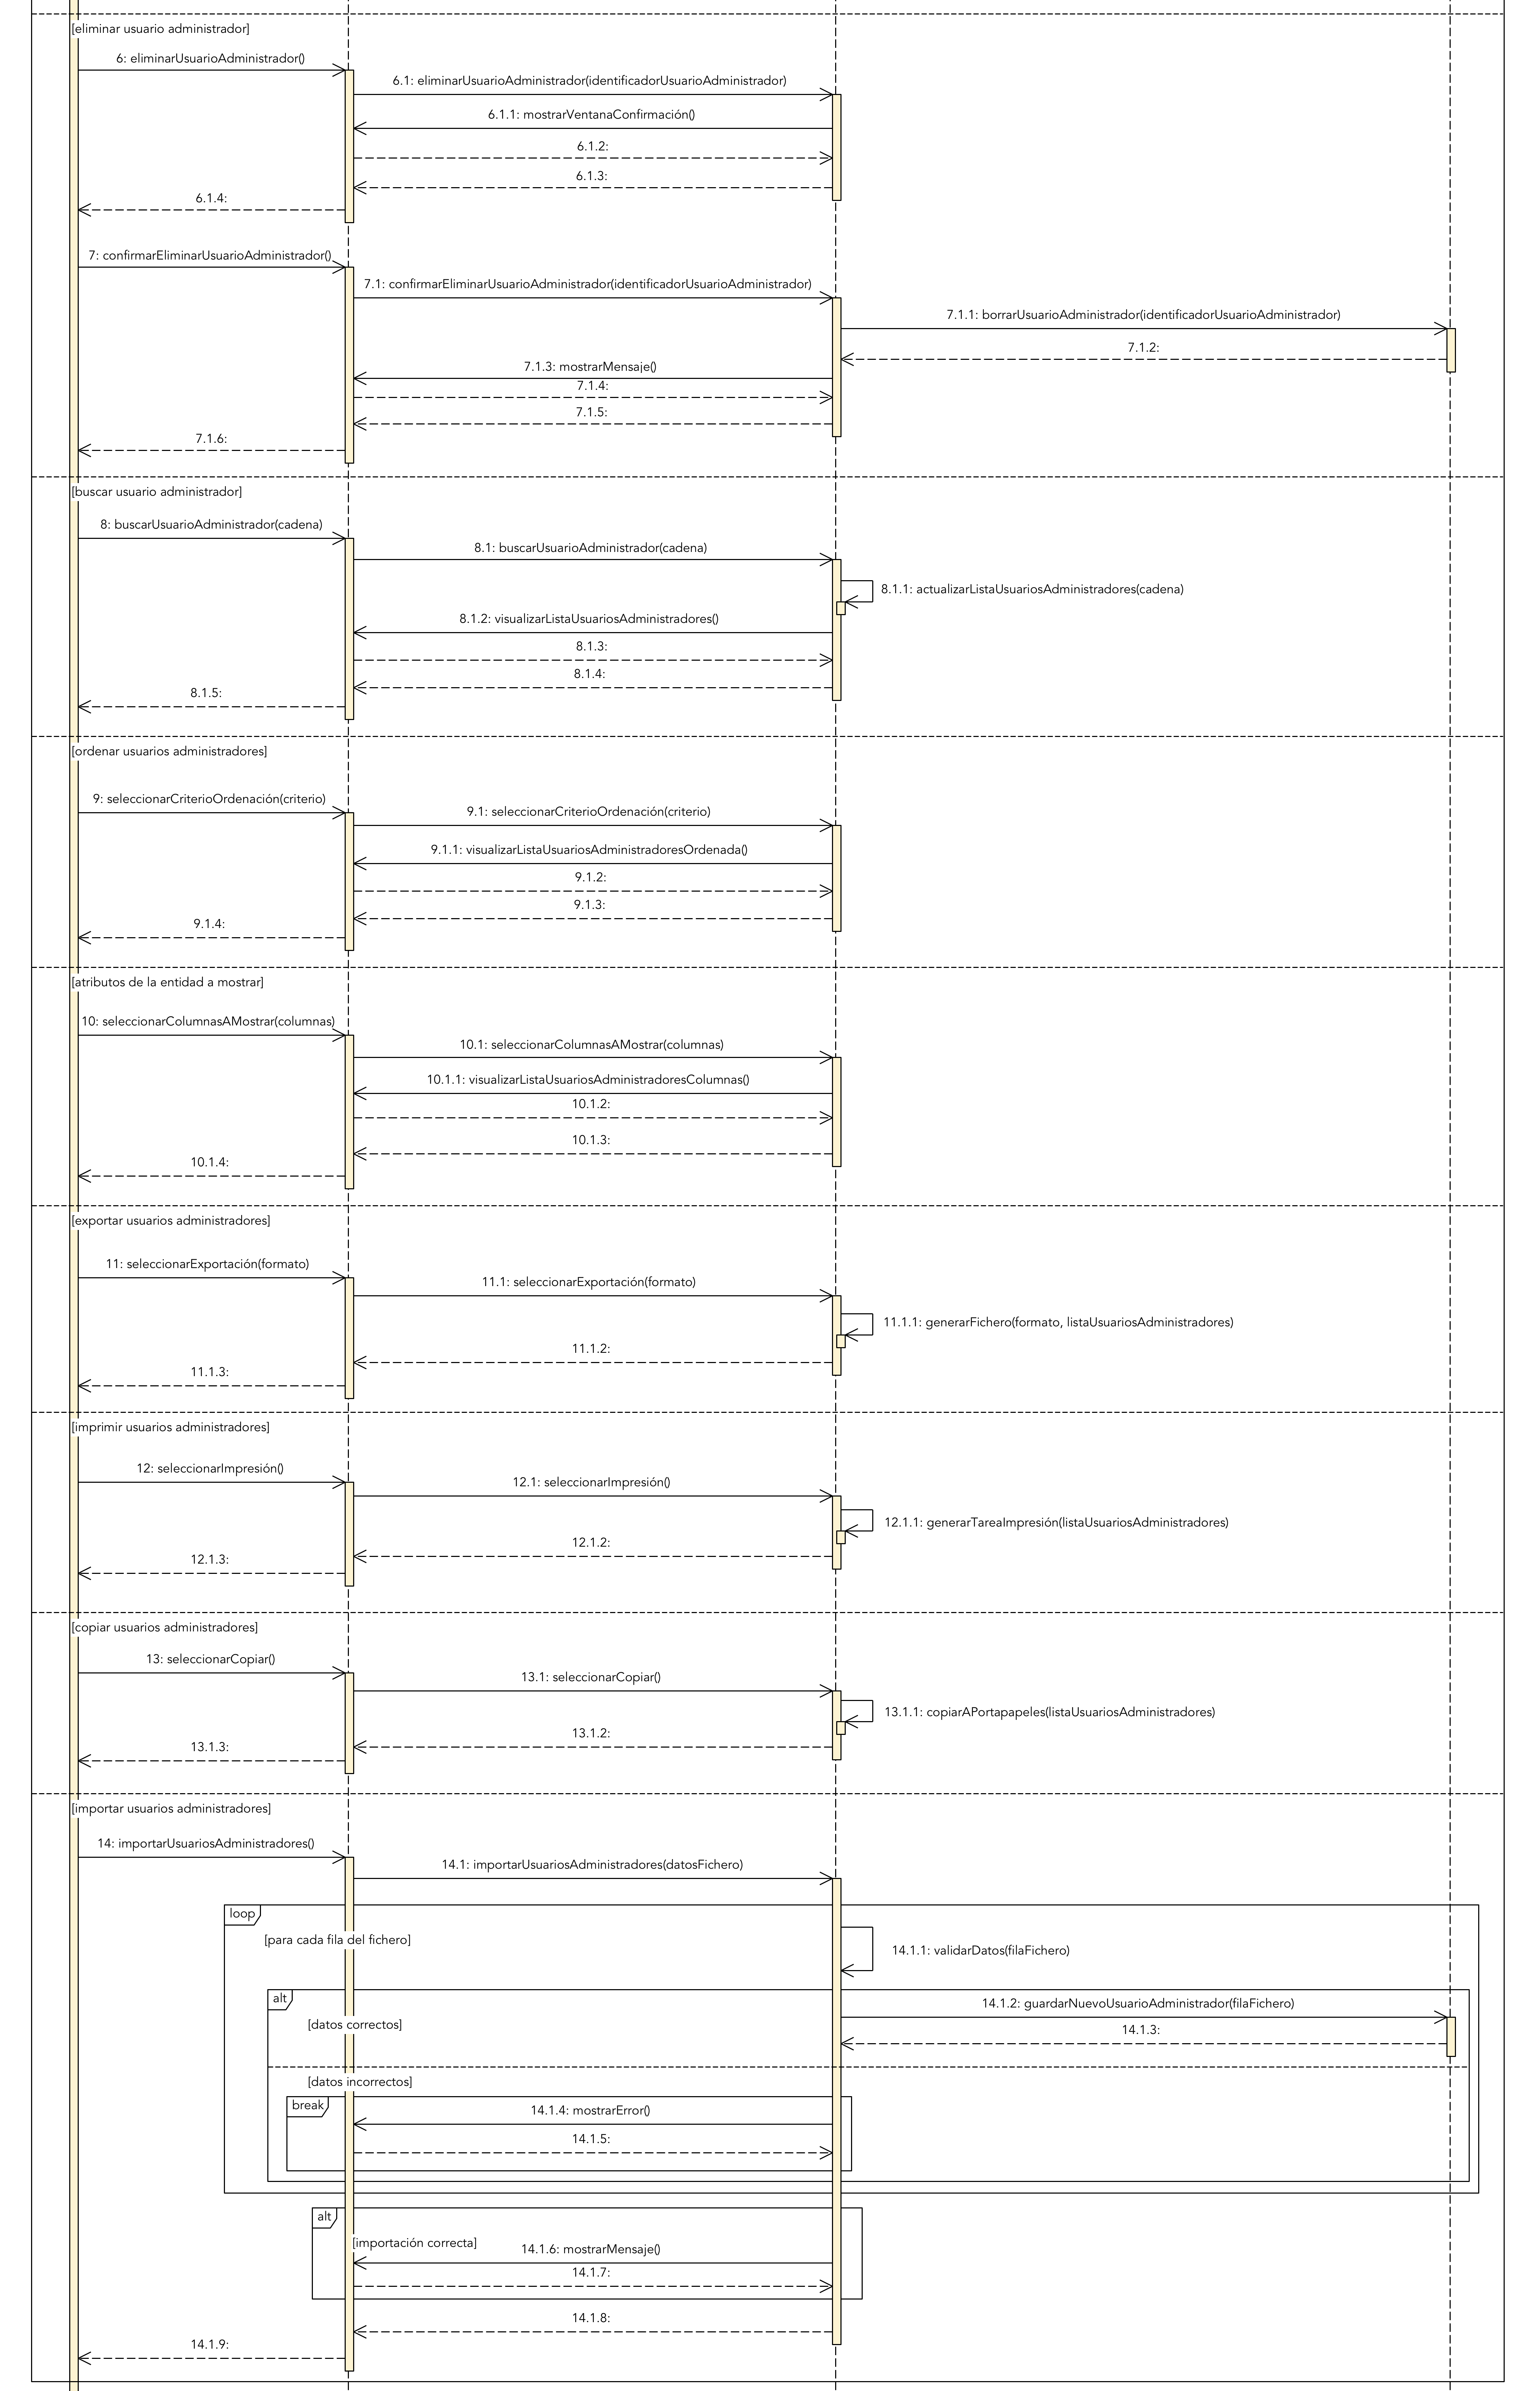 [eliminar usuario administrador]
6: eliminarUsuarioAdministrador()
6.1: eliminarUsuarioAdministrador(identificadorUsuarioAdministrador)
6.1.1: mostrarVentanaConfirmación()
6.1.2:
6.1.3:
6.1.4:
7: confirmarEliminarUsuarioAdministrador()
7.1: confirmarEliminarUsuarioAdministrador(identificadorUsuarioAdministrador)
7.1.1: borrarUsuarioAdministrador(identificadorUsuarioAdministrador)
7.1.2:
7.1.3: mostrarMensaje()
7.1.4:
7.1.5:
7.1.6:
[buscar usuario administrador]
8: buscarUsuarioAdministrador(cadena)
8.1: buscarUsuarioAdministrador(cadena)
8.1.1: actualizarListaUsuariosAdministradores(cadena)
8.1.2: visualizarListaUsuariosAdministradores()
8.1.3:
8.1.4:
8.1.5:
[ordenar usuarios administradores]
9: seleccionarCriterioOrdenación(criterio)
9.1: seleccionarCriterioOrdenación(criterio)
9.1.1: visualizarListaUsuariosAdministradoresOrdenada()
9.1.2:
9.1.3:
9.1.4:
[atributos de la entidad a mostrar]
10: seleccionarColumnasAMostrar(columnas)
10.1: seleccionarColumnasAMostrar(columnas)
10.1.1: visualizarListaUsuariosAdministradoresColumnas()
10.1.2:
10.1.3:
10.1.4:
[exportar usuarios administradores]
11: seleccionarExportación(formato)
11.1: seleccionarExportación(formato)
11.1.1: generarFichero(formato, listaUsuariosAdministradores)
11.1.2:
11.1.3:
[imprimir usuarios administradores]
12: seleccionarImpresión()
12.1: seleccionarImpresión()
12.1.1: generarTareaImpresión(listaUsuariosAdministradores)
12.1.2:
12.1.3:
[copiar usuarios administradores]
13: seleccionarCopiar()
13.1: seleccionarCopiar()
13.1.1: copiarAPortapapeles(listaUsuariosAdministradores)
13.1.2:
13.1.3:
[importar usuarios administradores]
14: importarUsuariosAdministradores()
14.1: importarUsuariosAdministradores(datosFichero)
loop
[para cada fila del fichero]
14.1.1: validarDatos(filaFichero)
alt
14.1.2: guardarNuevoUsuarioAdministrador(filaFichero)
[datos correctos]
14.1.3:
[datos incorrectos]
break
14.1.4: mostrarError()
14.1.5:
alt
[importación correcta]
14.1.6: mostrarMensaje()
14.1.7:
14.1.8:
14.1.9: